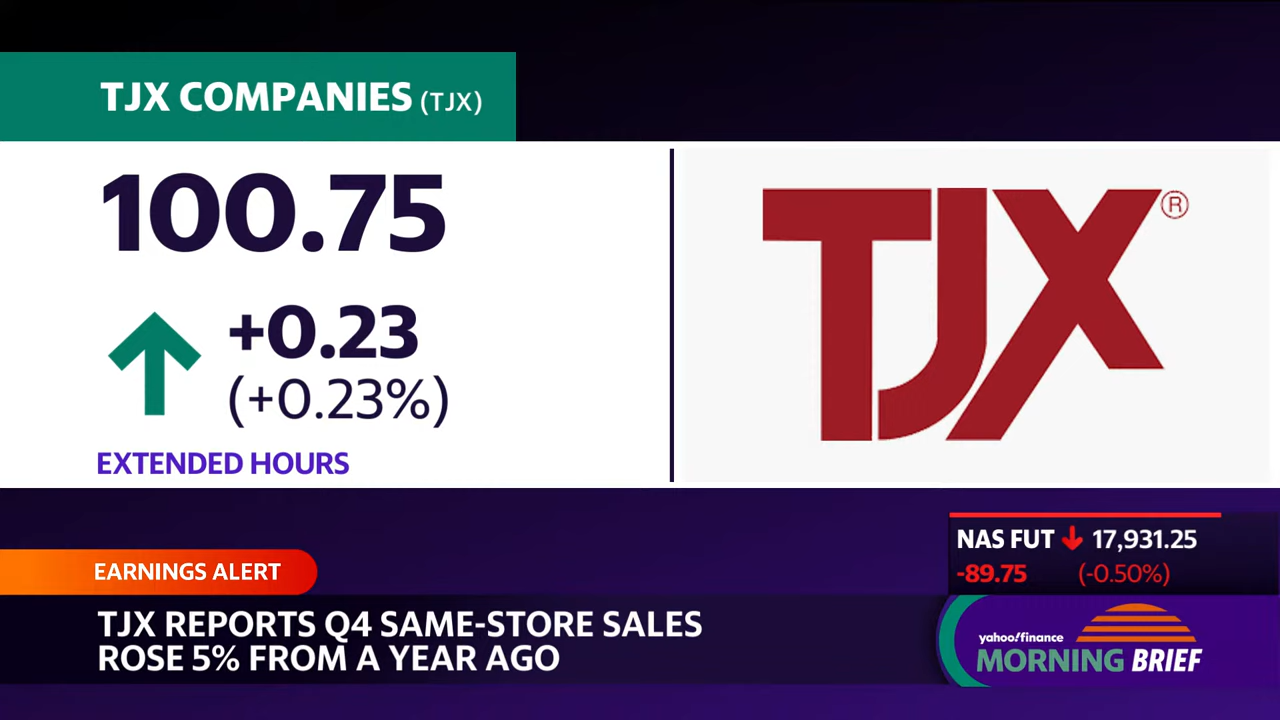 TJX COMPANIES (TJX)
100.75
+0.23
(+0.23%)
EXTENDED HOURS
TJX®
NAS FUT 17,931.25
-89.75 (-0.50%)
EARNINGS ALERT
TJX REPORTS Q4 SAME-STORE SALES
ROSE 5% FROM A YEAR AGO
yahoo!finance
MORNING BRIEF